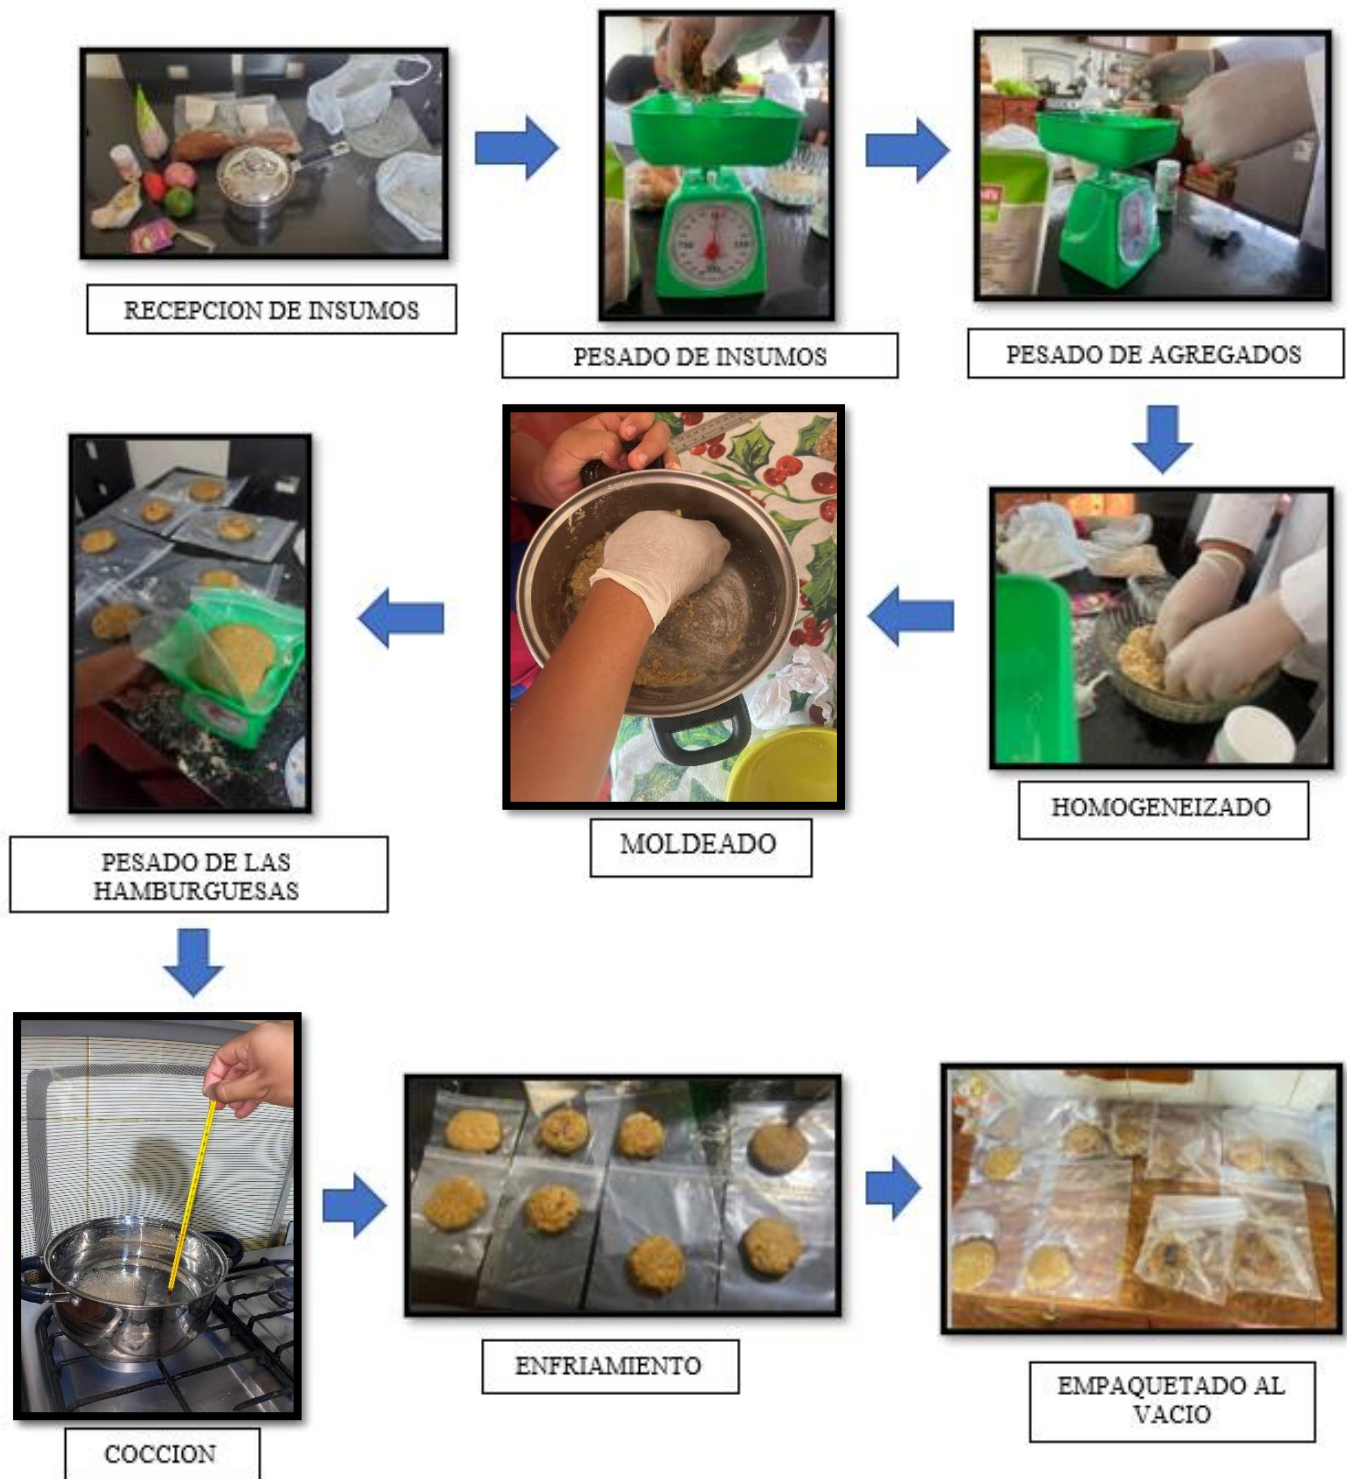 RECEPCION DE INSUMOS
PESADO DE INSUMOS
PESADO DE AGREGADOS
HOMOGENEIZADO
MOLDEADO
PESADO DE LAS
HAMBURGUESAS
COCCION
ENFRIAMIENTO
EMPAQUETADO AL
VACIO